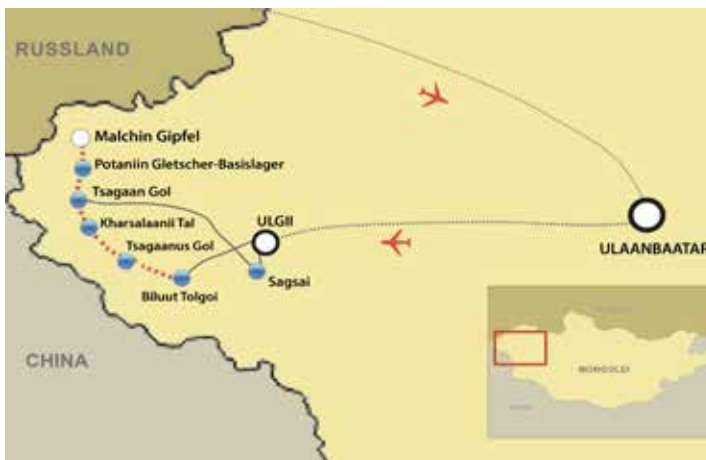 RUSSLAND
Malchin Gipfel
Potaniin Gletscher-Basislager
Tsagaan Gol
Kharsalaanii Tal
ULGII
Tsagaanus Gol
ULAANBAATAR
Sagsai
Biluut Tolgoi
CHINA
MONGOLEI